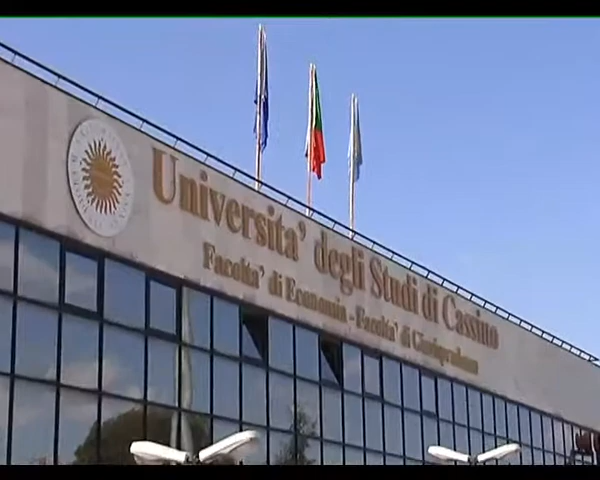 Universita' degli Studi di Cassino
Facolta' di Economia - Facolta' di Giurisprudenza